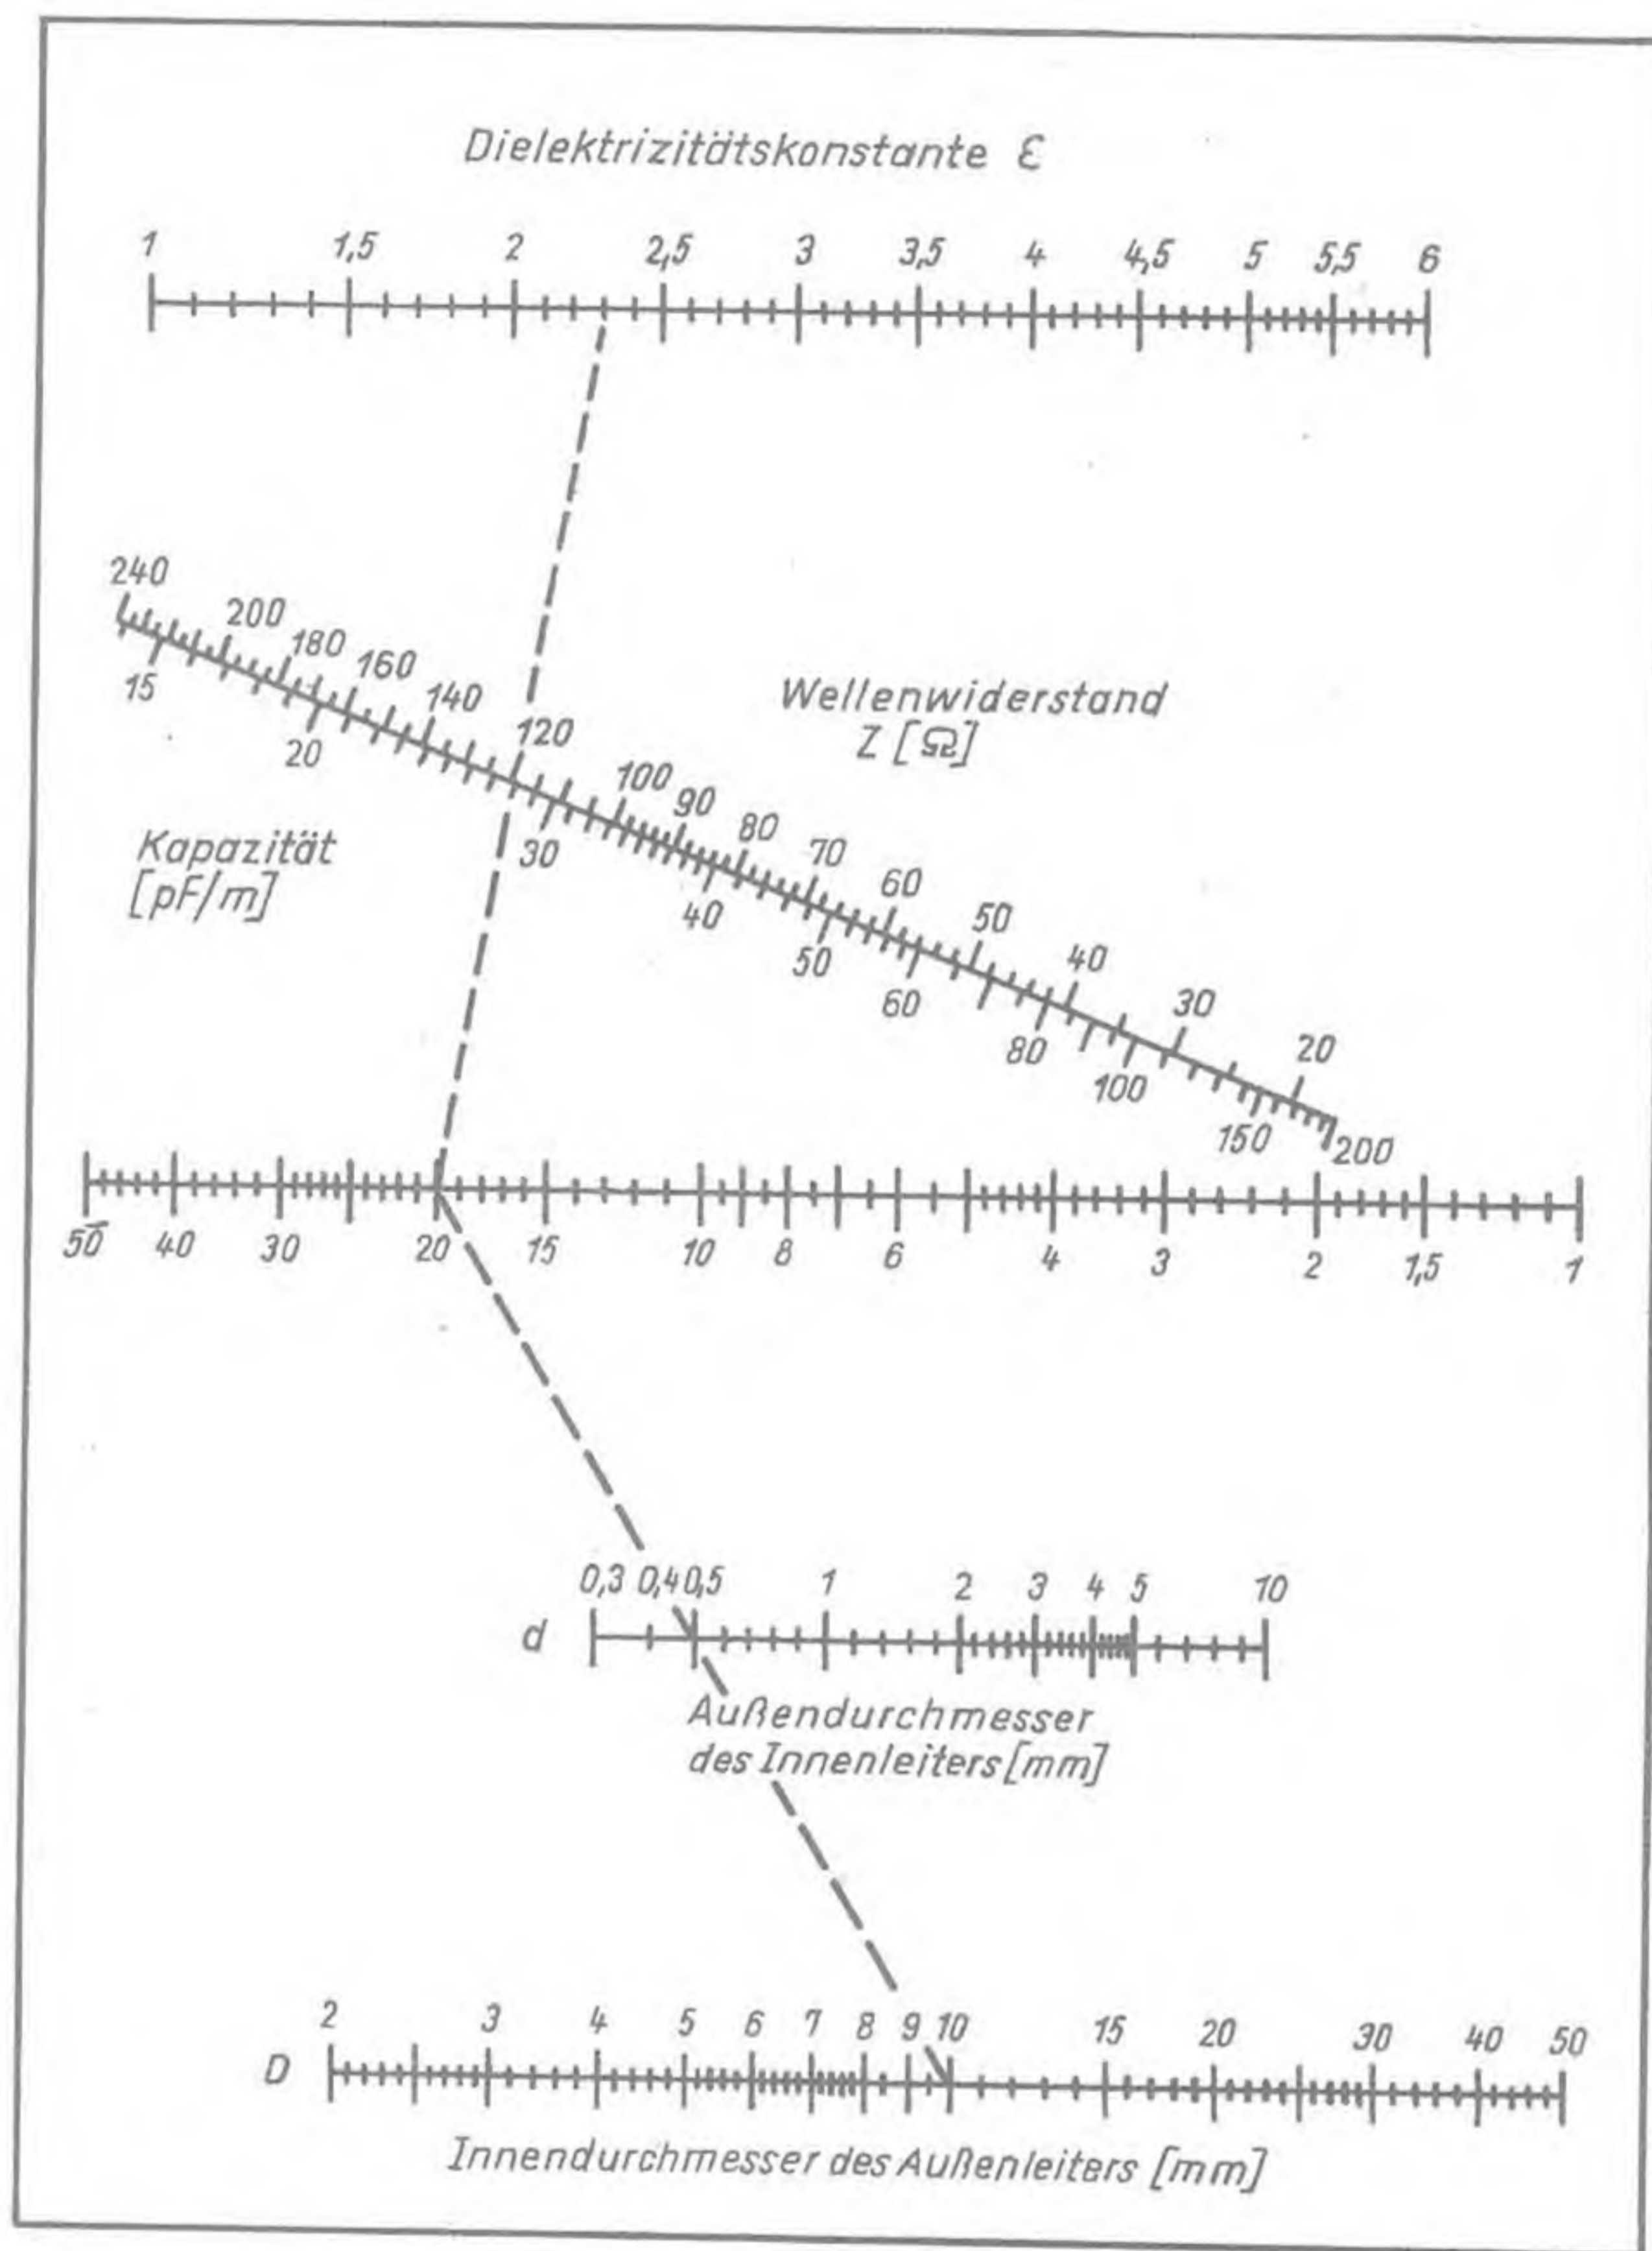 Dielektrizitätskonstante ε
1 1,5 2 2,5 3 3,5 4 4,5 5 5,5 6
240 200 180 160 140 120 100 90 80 70 60 50 40 30 20
Wellenwiderstand
Z [Ω]
15 20 30 40 50 60 80 100 150 200
Kapazität
[pF/m]
50 40 30 20 15 10 8 6 4 3 2 1,5 1
0,3 0,4 0,5 1 2 3 4 5 10
d
Außendurchmesser
des Innenleiters [mm]
2 3 4 5 6 7 8 9 10 15 20 30 40 50
D
Innendurchmesser des Außenleiters [mm]